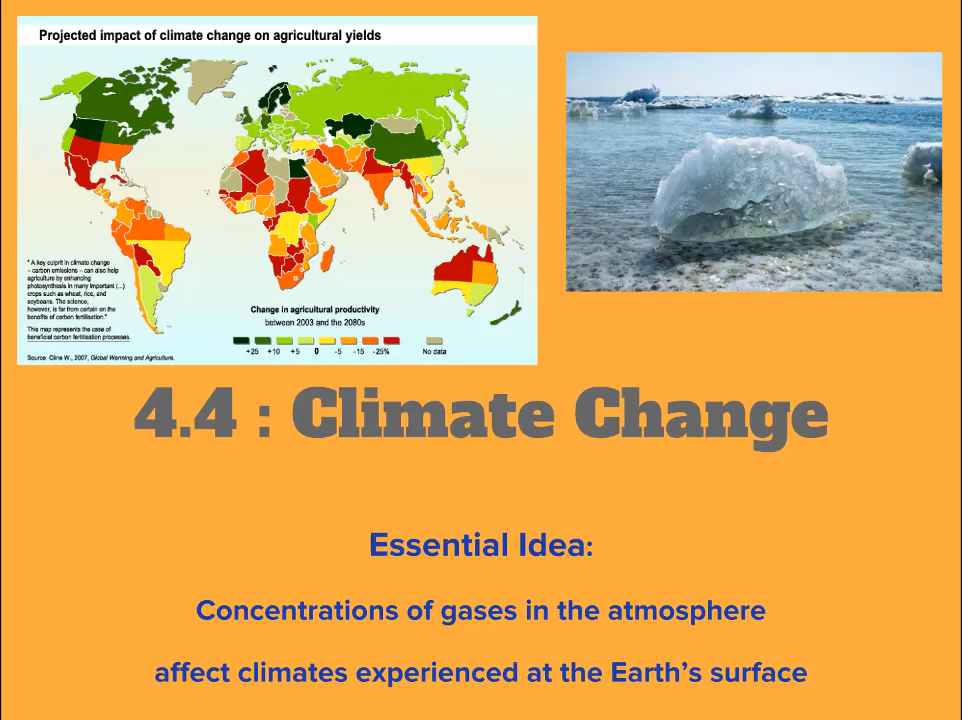 Projected impact of climate change on agricultural yields
" A key culprit in climate change
– carbon emissions – can also help
agriculture by enhancing
photosynthesis in many important (...)
crops such as wheat, rice, and
soybeans. The science,
however, is far from certain on the
benefits of carbon fertilisation."
This map represents the case of
beneficial carbon fertilisation processes.
Source: Cline W., 2007, Global Warming and Agriculture.
Change in agricultural productivity
between 2003 and the 2080s
+25 +10 +5 0 -5 -15 -25% No data
4.4 : Climate Change
Essential Idea:
Concentrations of gases in the atmosphere
affect climates experienced at the Earth’s surface